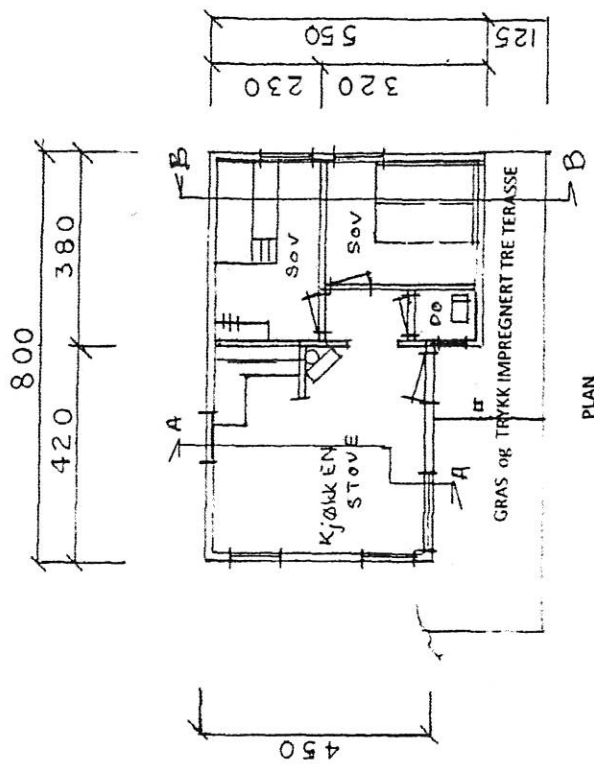 800
420
380
550
230
320
125
450
A
B
SOV
SOV
DO
KJØKKEN
STOVE
A
B
GRAS og TRYKK IMPREGNERT TRE TERASSE
PLAN